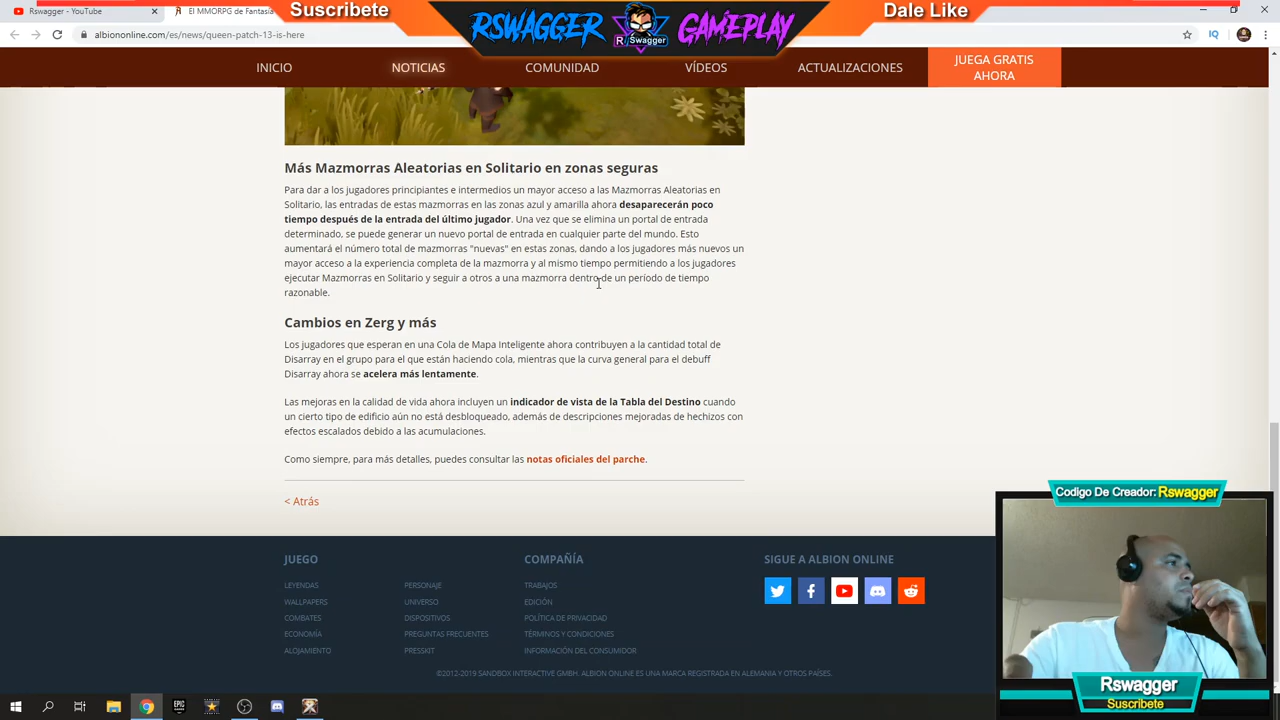 Rswagger - YouTube
El MMORPG de Fantasía
Suscribete
RSWAGGER
R Swagger
GAMEPLAY
Dale Like
albiononline.com/es/news/queen-patch-13-is-here
IQ
INICIO
NOTICIAS
COMUNIDAD
VÍDEOS
ACTUALIZACIONES
JUEGA GRATIS
AHORA
Más Mazmorras Aleatorias en Solitario en zonas seguras
Para dar a los jugadores principiantes e intermedios un mayor acceso a las Mazmorras Aleatorias en
Solitario, las entradas de estas mazmorras en las zonas azul y amarilla ahora desaparecerán poco
tiempo después de la entrada del último jugador. Una vez que se elimina un portal de entrada
determinado, se puede generar un nuevo portal de entrada en cualquier parte del mundo. Esto
aumentará el número total de mazmorras "nuevas" en estas zonas, dando a los jugadores más nuevos un
mayor acceso a la experiencia completa de la mazmorra y al mismo tiempo permitiendo a los jugadores
ejecutar Mazmorras en Solitario y seguir a otros a una mazmorra dentro de un período de tiempo
razonable.
Cambios en Zerg y más
Los jugadores que esperan en una Cola de Mapa Inteligente ahora contribuyen a la cantidad total de
Disarray en el grupo para el que están haciendo cola, mientras que la curva general para el debuff
Disarray ahora se acelera más lentamente.
Las mejoras en la calidad de vida ahora incluyen un indicador de vista de la Tabla del Destino cuando
un cierto tipo de edificio aún no está desbloqueado, además de descripciones mejoradas de hechizos con
efectos escalados debido a las acumulaciones.
Como siempre, para más detalles, puedes consultar las notas oficiales del parche.
< Atrás
JUEGO
LEYENDAS
WALLPAPERS
COMBATES
ECONOMÍA
ALOJAMIENTO
PERSONAJE
UNIVERSO
DISPOSITIVOS
PREGUNTAS FRECUENTES
PRESSKIT
COMPAÑÍA
TRABAJOS
EDICIÓN
POLÍTICA DE PRIVACIDAD
TÉRMINOS Y CONDICIONES
INFORMACIÓN DEL CONSUMIDOR
SIGUE A ALBION ONLINE
©2012-2019 SANDBOX INTERACTIVE GMBH. ALBION ONLINE ES UNA MARCA REGISTRADA EN ALEMANIA Y OTROS PAÍSES.
Codigo De Creador: Rswagger
Rswagger
Suscribete
EPIC